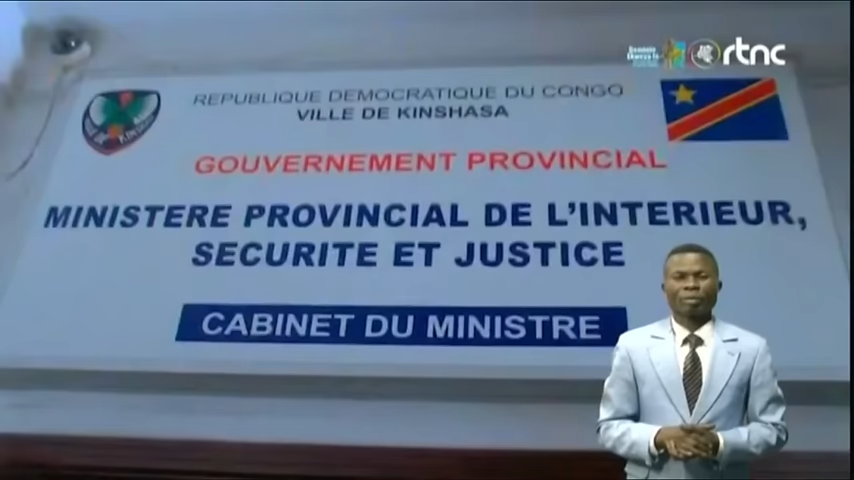 rtnc
REPUBLIQUE DEMOCRATIQUE DU CONGO
VILLE DE KINSHASA
GOUVERNEMENT PROVINCIAL
MINISTERE PROVINCIAL DE L'INTERIEUR,
SECURITE ET JUSTICE
CABINET DU MINISTRE